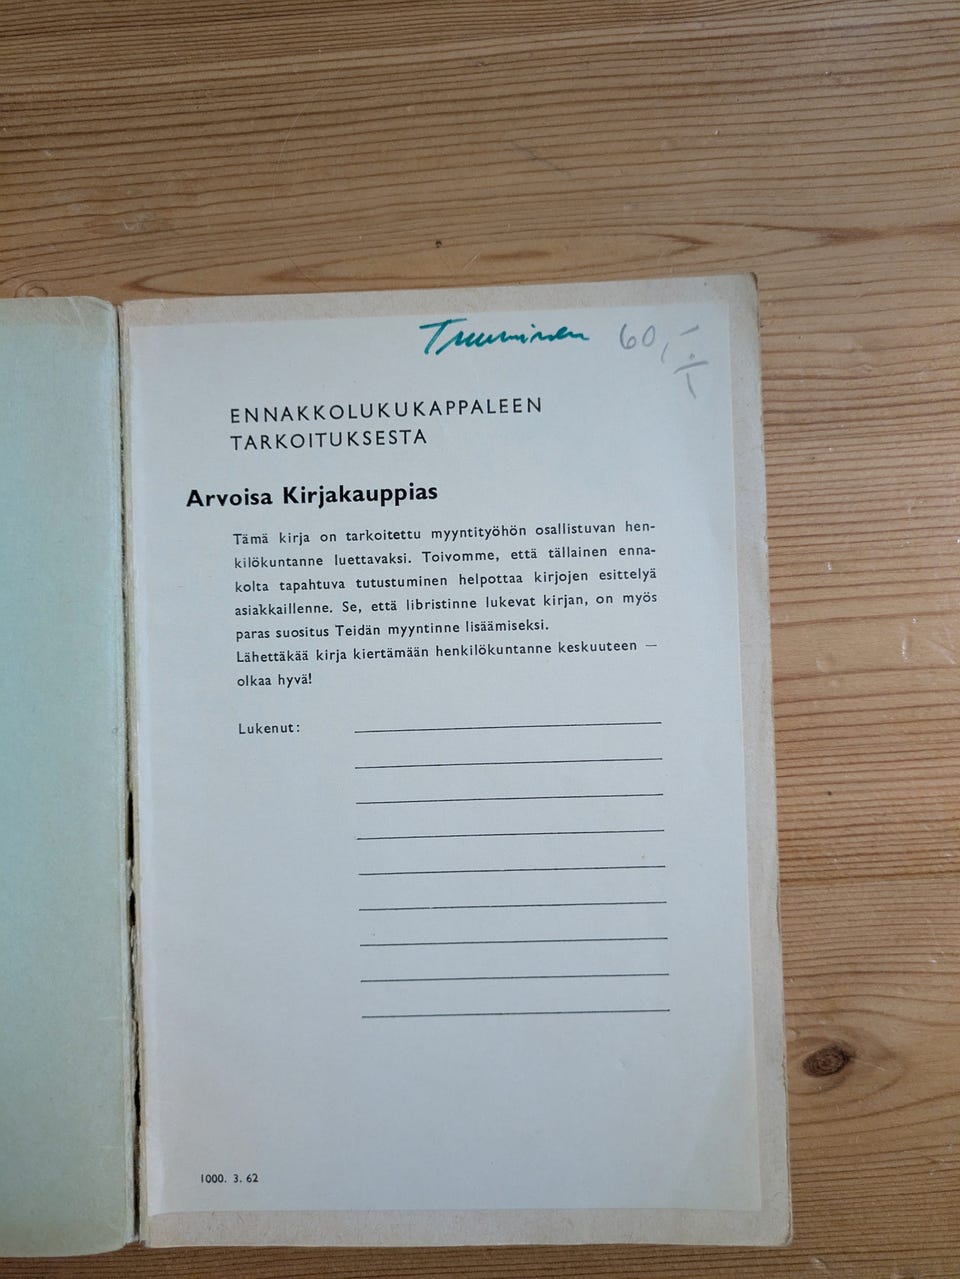 60,-
ENNAKKOLUKUKAPPALEEN
TARKOITUKSESTA
Arvoisa Kirjakauppias
Tämä kirja on tarkoitettu myyntityöhön osallistuvan hen-
kilökuntanne luettavaksi. Toivomme, että tällainen enna-
kolta tapahtuva tutustuminen helpottaa kirjojen esittelyä
asiakkaillenne. Se, että libristinne lukevat kirjan, on myös
paras suositus Teidän myyntinne lisäämiseksi.
Lähettäkää kirja kiertämään henkilökuntanne keskuuteen —
olkaa hyvä!
Lukenut:
1000. 3. 62